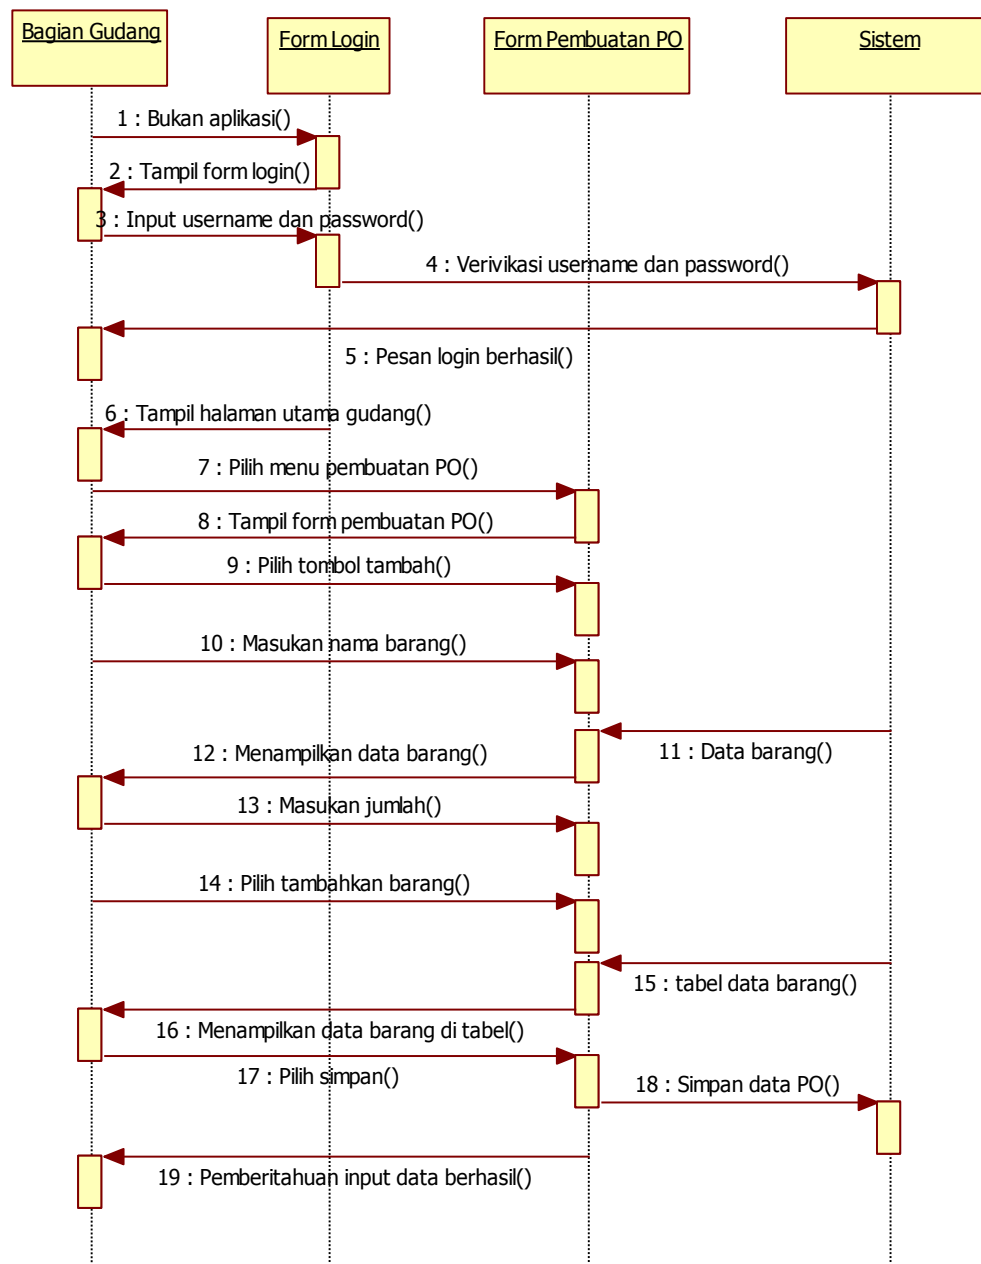 Bagian Gudang
Form Login
Form Pembuatan PO
Sistem
1 : Bukan aplikasi()
2 : Tampil form login()
3 : Input username dan password()
4 : Verivikasi username dan password()
5 : Pesan login berhasil()
6 : Tampil halaman utama gudang()
7 : Pilih menu pembuatan PO()
8 : Tampil form pembuatan PO()
9 : Pilih tombol tambah()
10 : Masukan nama barang()
11 : Data barang()
12 : Menampilkan data barang()
13 : Masukan jumlah()
14 : Pilih tambahkan barang()
15 : tabel data barang()
16 : Menampilkan data barang di tabel()
17 : Pilih simpan()
18 : Simpan data PO()
19 : Pemberitahuan input data berhasil()